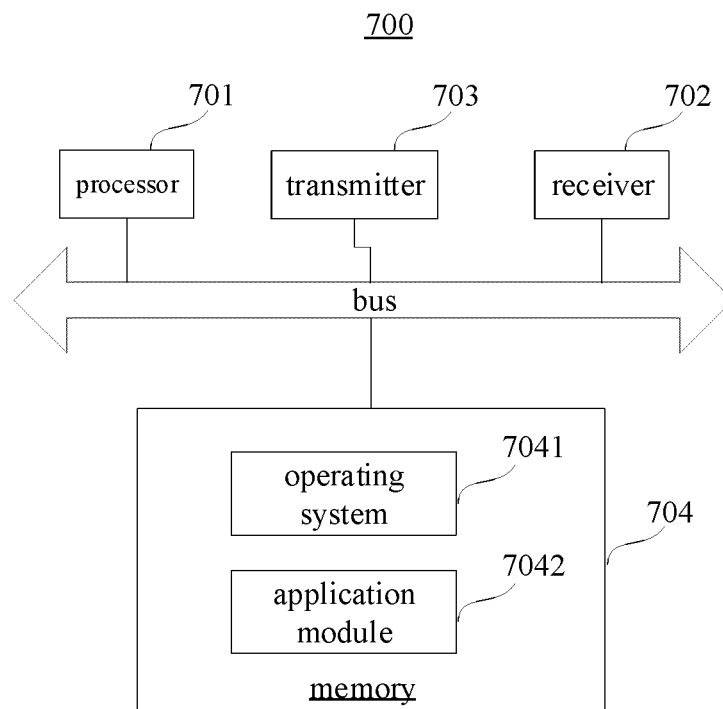 700
701
703
702
processor
transmitter
receiver
bus
7041
operating
system
704
7042
application
module
memory